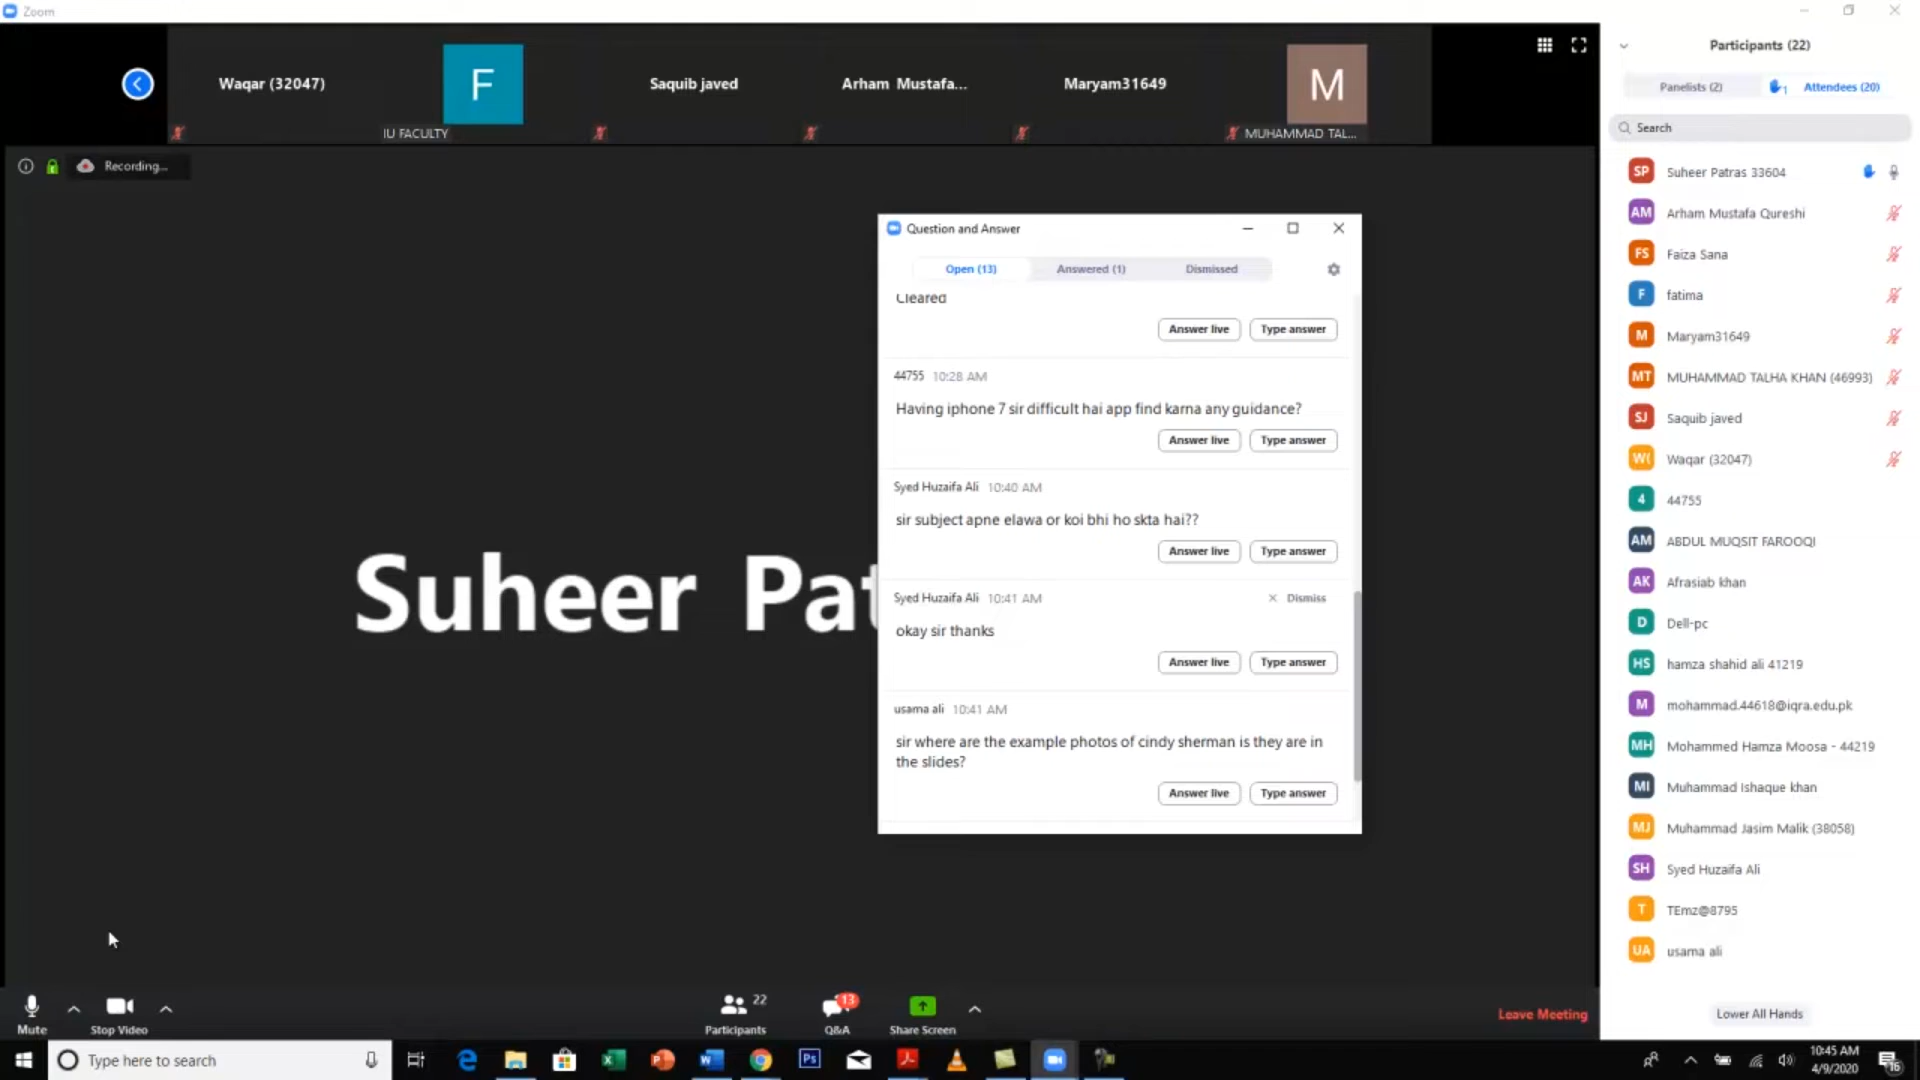 Zoom
Waqar (32047)
F
IU FACULTY
Saquib javed
Arham Mustafa...
Maryam31649
M
MUHAMMAD TAL...
Recording...
Suheer Pat
Question and Answer
Open (13)
Answered (1)
Dismissed
Cleared
Answer live
Type answer
44755 10:28 AM
Having iphone 7 sir difficult hai app find karna any guidance?
Answer live
Type answer
Syed Huzaifa Ali 10:40 AM
sir subject apne elawa or koi bhi ho skta hai??
Answer live
Type answer
Syed Huzaifa Ali 10:41 AM
Dismiss
okay sir thanks
Answer live
Type answer
usama ali 10:41 AM
sir where are the example photos of cindy sherman is they are in
the slides?
Answer live
Type answer
Participants (22)
Panelists (2)
1
Attendees (20)
Search
SP Suheer Patras 33604
AM Arham Mustafa Qureshi
FS Faiza Sana
F fatima
M Maryam31649
MT MUHAMMAD TALHA KHAN (46993)
SJ Saquib javed
W( Waqar (32047)
4 44755
AM ABDUL MUQSIT FAROOQI
AK Afrasiab khan
D Dell-pc
HS hamza shahid ali 41219
M mohammad.44618@iqra.edu.pk
MH Mohammed Hamza Moosa - 44219
MI Muhammad Ishaque khan
MJ Muhammad Jasim Malik (38058)
SH Syed Huzaifa Ali
T TEmz@8795
UA usama ali
Lower All Hands
Mute
Stop Video
22
Participants
13
Q&A
Share Screen
Leave Meeting
Type here to search
Ps
10:45 AM
4/9/2020
16